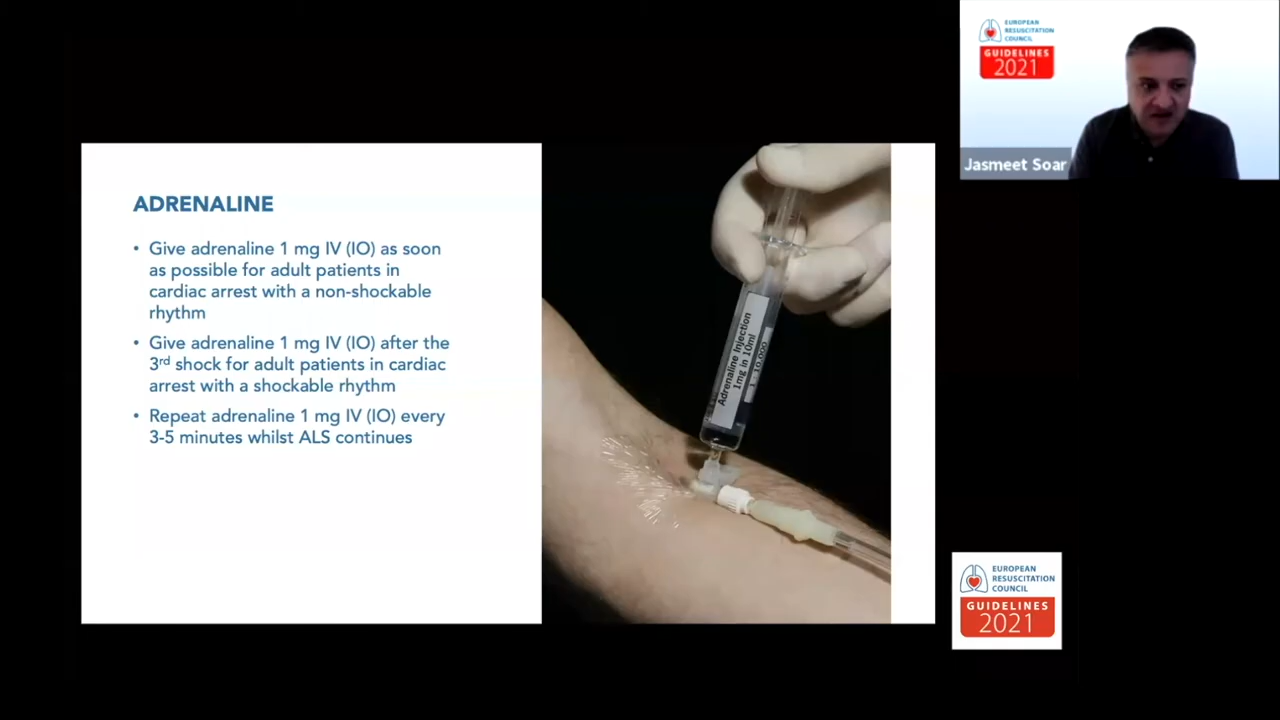 ADRENALINE
• Give adrenaline 1 mg IV (IO) as soon
as possible for adult patients in
cardiac arrest with a non-shockable
rhythm
• Give adrenaline 1 mg IV (IO) after the
3rd shock for adult patients in cardiac
arrest with a shockable rhythm
• Repeat adrenaline 1 mg IV (IO) every
3-5 minutes whilst ALS continues
Adrenaline Injection
1mg in 10ml
1 : 10,000
EUROPEAN
RESUSCITATION
COUNCIL
GUIDELINES
2021
Jasmeet Soar
EUROPEAN
RESUSCITATION
COUNCIL
GUIDELINES
2021